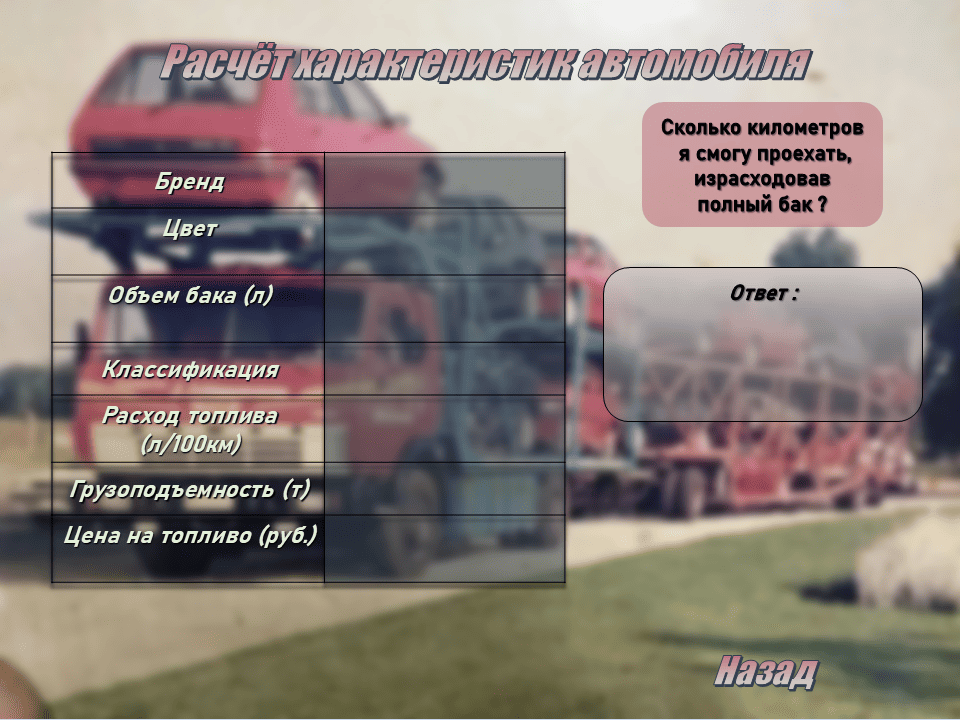 Расчёт характеристик автомобиля
Сколько километров
я смогу проехать,
израсходовав
полный бак ?
Бренд
Цвет
Объем бака (л)
Классификация
Расход топлива
(л/100км)
Грузоподъемность (т)
Цена на топливо (руб.)
Ответ :
Назад